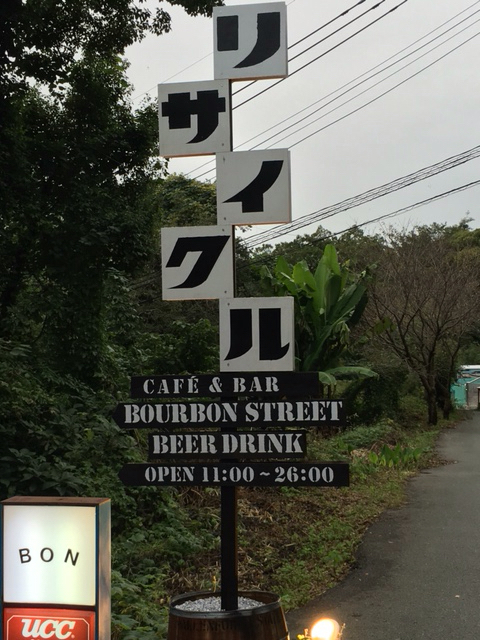 リサイクル
CAFÉ & BAR
BOURBON STREET
BEER DRINK
OPEN 11:00～26:00
BON
UCC